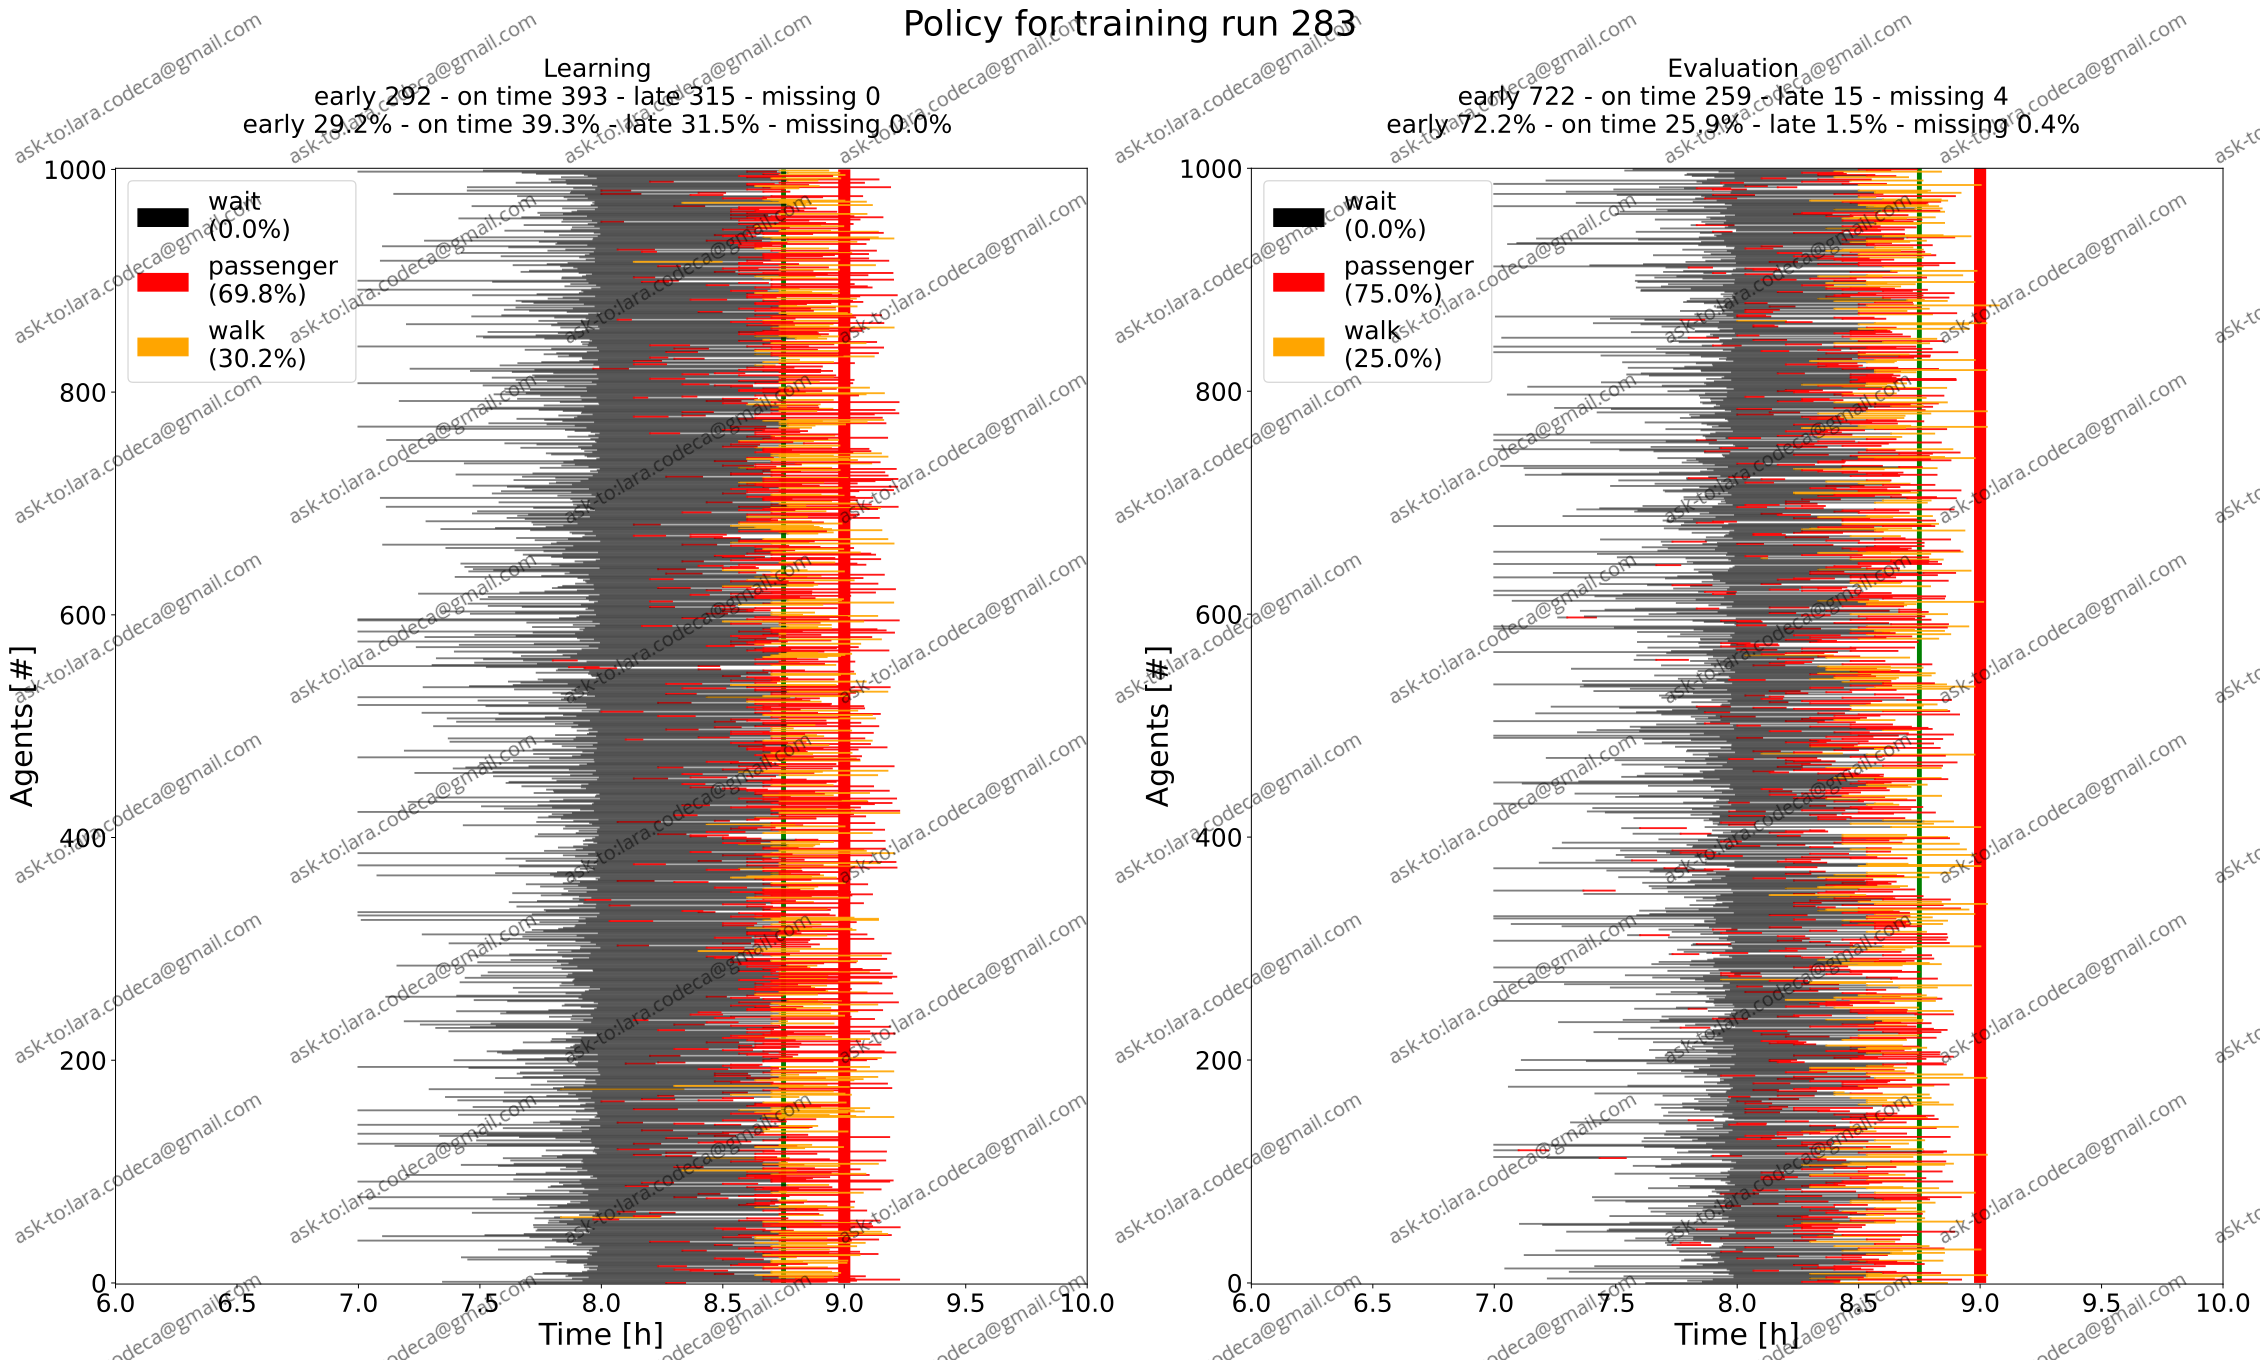 Policy for training run 283
Learning
early 292 - on time 393 - late 315 - missing 0
early 29.2% - on time 39.3% - late 31.5% - missing 0.0%
Evaluation
early 722 - on time 259 - late 15 - missing 4
early 72.2% - on time 25.9% - late 1.5% - missing 0.4%
wait
(0.0%)
passenger
(69.8%)
walk
(30.2%)
Agents [#]
1000
800
600
400
200
0
6.0 6.5 7.0 7.5 8.0 8.5 9.0 9.5 10.0
Time [h]
wait
(0.0%)
passenger
(75.0%)
walk
(25.0%)
Agents [#]
1000
800
600
400
200
0
6.0 6.5 7.0 7.5 8.0 8.5 9.0 9.5 10.0
Time [h]
ask-to:lara.codeca@gmail.com